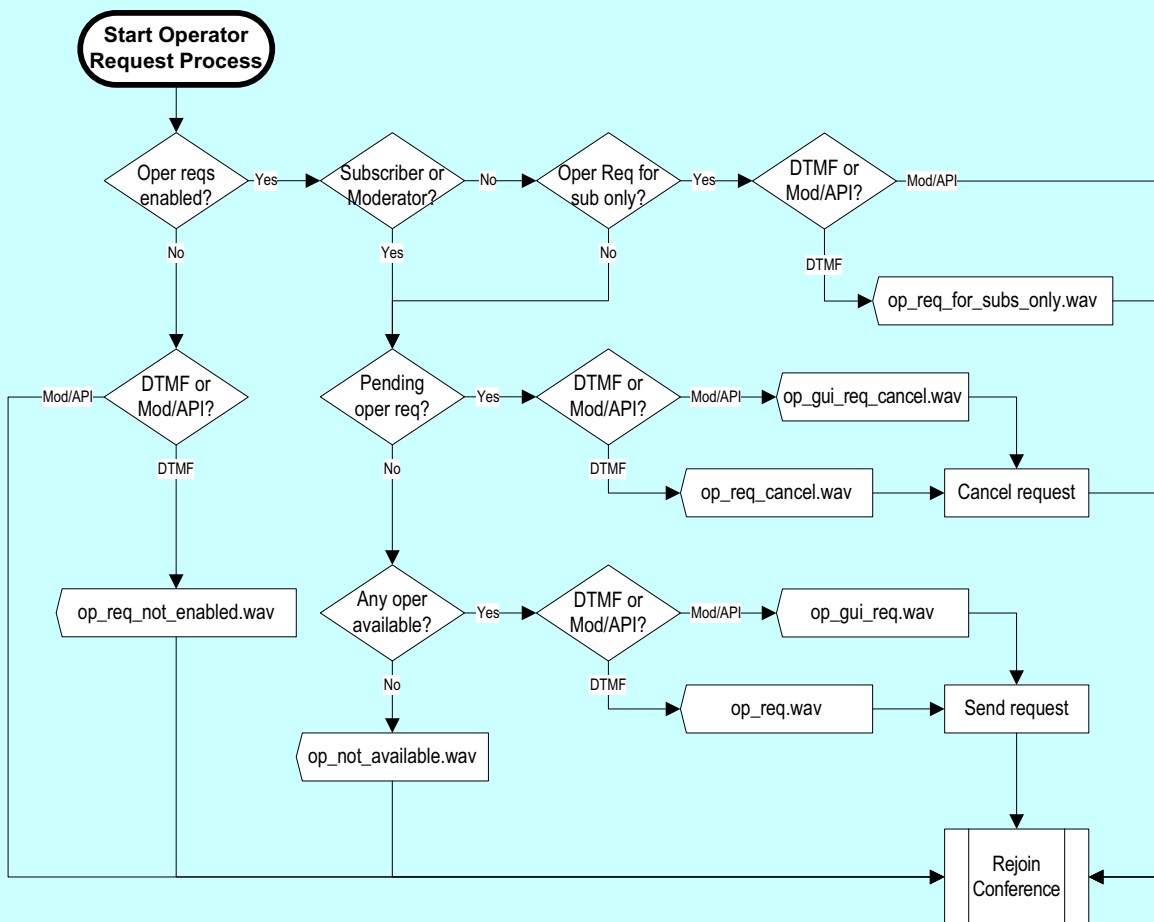 Start Operator
Request Process
Oper reqs
enabled?
Yes
Subscriber or
Moderator?
No
Oper Req for
sub only?
Yes
DTMF or
Mod/API?
Mod/API
No
Yes
No
DTMF
op_req_for_subs_only.wav
Mod/API
DTMF or
Mod/API?
Pending
oper req?
Yes
DTMF or
Mod/API?
Mod/API
op_gui_req_cancel.wav
DTMF
No
DTMF
op_req_cancel.wav
Cancel request
op_req_not_enabled.wav
Any oper
available?
Yes
DTMF or
Mod/API?
Mod/API
op_gui_req.wav
No
DTMF
op_req.wav
Send request
op_not_available.wav
Rejoin
Conference